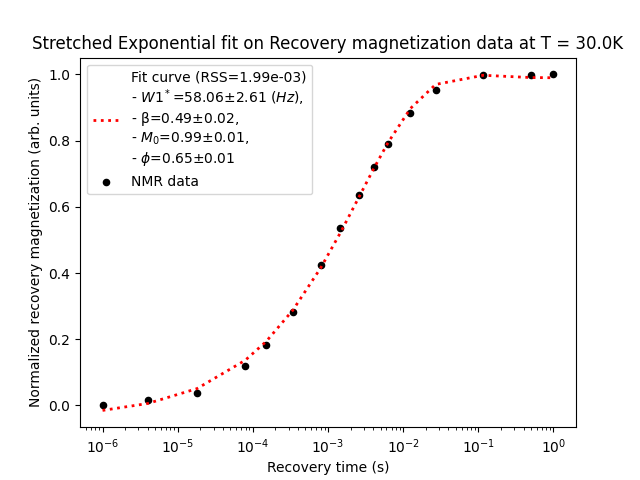 Stretched Exponential fit on Recovery magnetization data at T = 30.0K
Normalized recovery magnetization (arb. units)
1.0
0.8
0.6
0.4
0.2
0.0
Fit curve (RSS=1.99e-03)
- W1* =58.06±2.61 (Hz),
- β=0.49±0.02,
- M₀=0.99±0.01,
- ϕ=0.65±0.01
NMR data
10⁻⁶ 10⁻⁵ 10⁻⁴ 10⁻³ 10⁻² 10⁻¹ 10⁰
Recovery time (s)